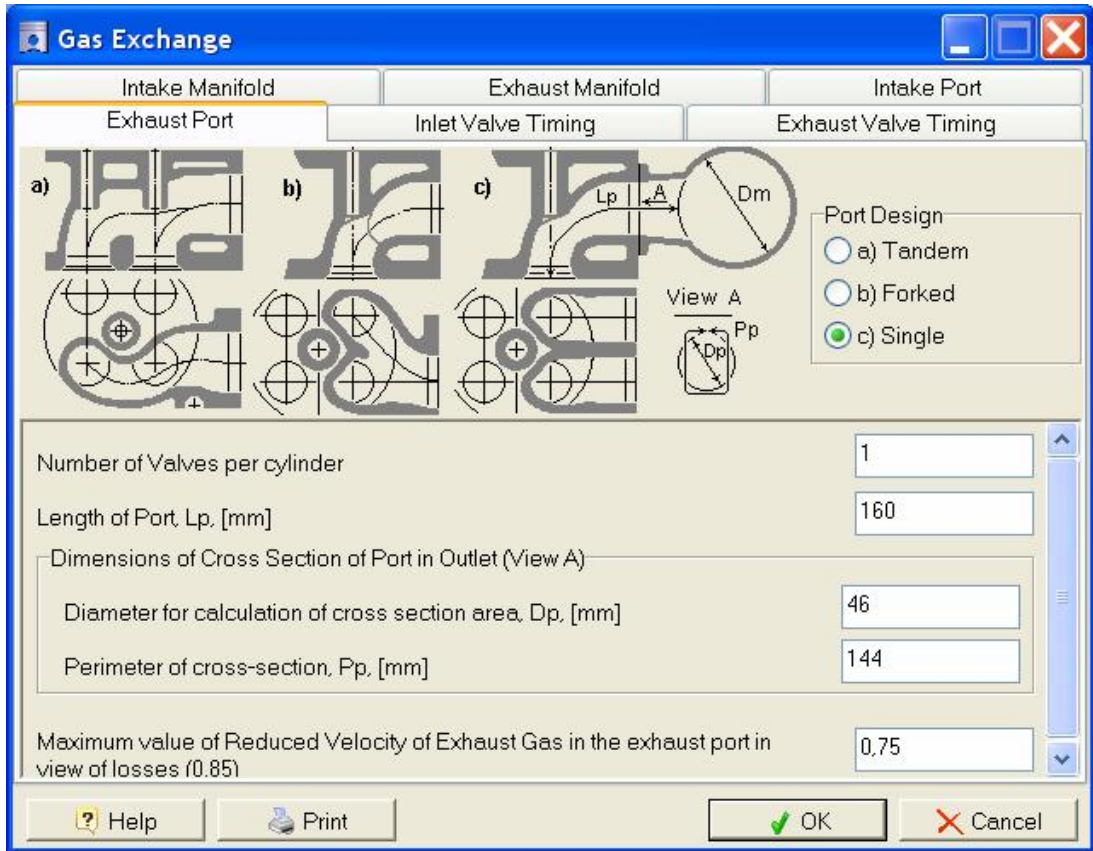 Gas Exchange
Intake Manifold
Exhaust Manifold
Intake Port
Exhaust Port
Inlet Valve Timing
Exhaust Valve Timing
a)
b)
c)
Lp
A
Dm
View A
Pp
Dp
Port Design
a) Tandem
b) Forked
c) Single
Number of Valves per cylinder
1
Length of Port, Lp, [mm]
160
Dimensions of Cross Section of Port in Outlet (View A)
Diameter for calculation of cross section area, Dp, [mm]
46
Perimeter of cross-section, Pp, [mm]
144
Maximum value of Reduced Velocity of Exhaust Gas in the exhaust port in
view of losses (0.85)
0,75
Help
Print
OK
Cancel